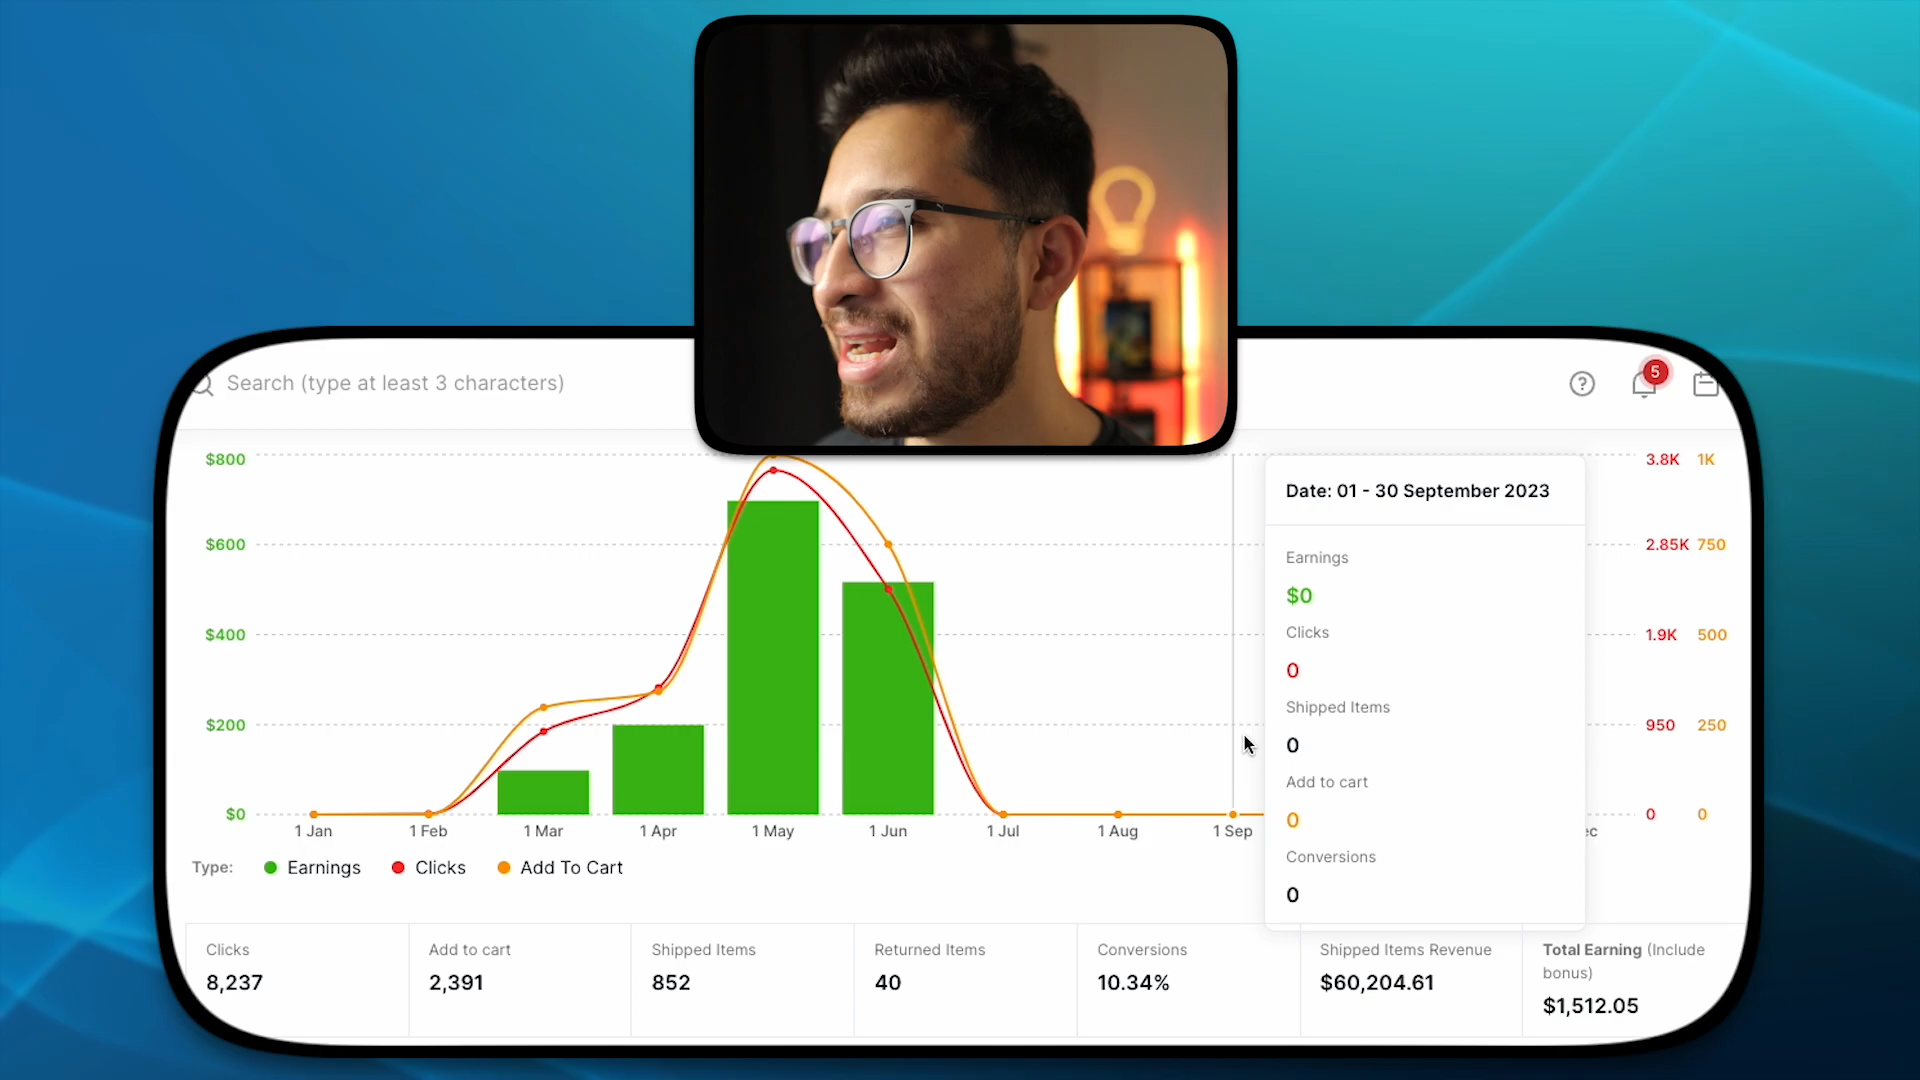 Search (type at least 3 characters)
5
$800
3.8K 1K
Date: 01 - 30 September 2023
$600
2.85K 750
Earnings
$0
Clicks
$400
1.9K 500
0
Shipped Items
$200
950 250
0
Add to cart
$0
0 0
0
1 Jan 1 Feb 1 Mar 1 Apr 1 May 1 Jun 1 Jul 1 Aug 1 Sep ec
Conversions
Type: Earnings Clicks Add To Cart
0
Clicks
8,237
Add to cart
2,391
Shipped Items
852
Returned Items
40
Conversions
10.34%
Shipped Items Revenue
$60,204.61
Total Earning (Include
bonus)
$1,512.05